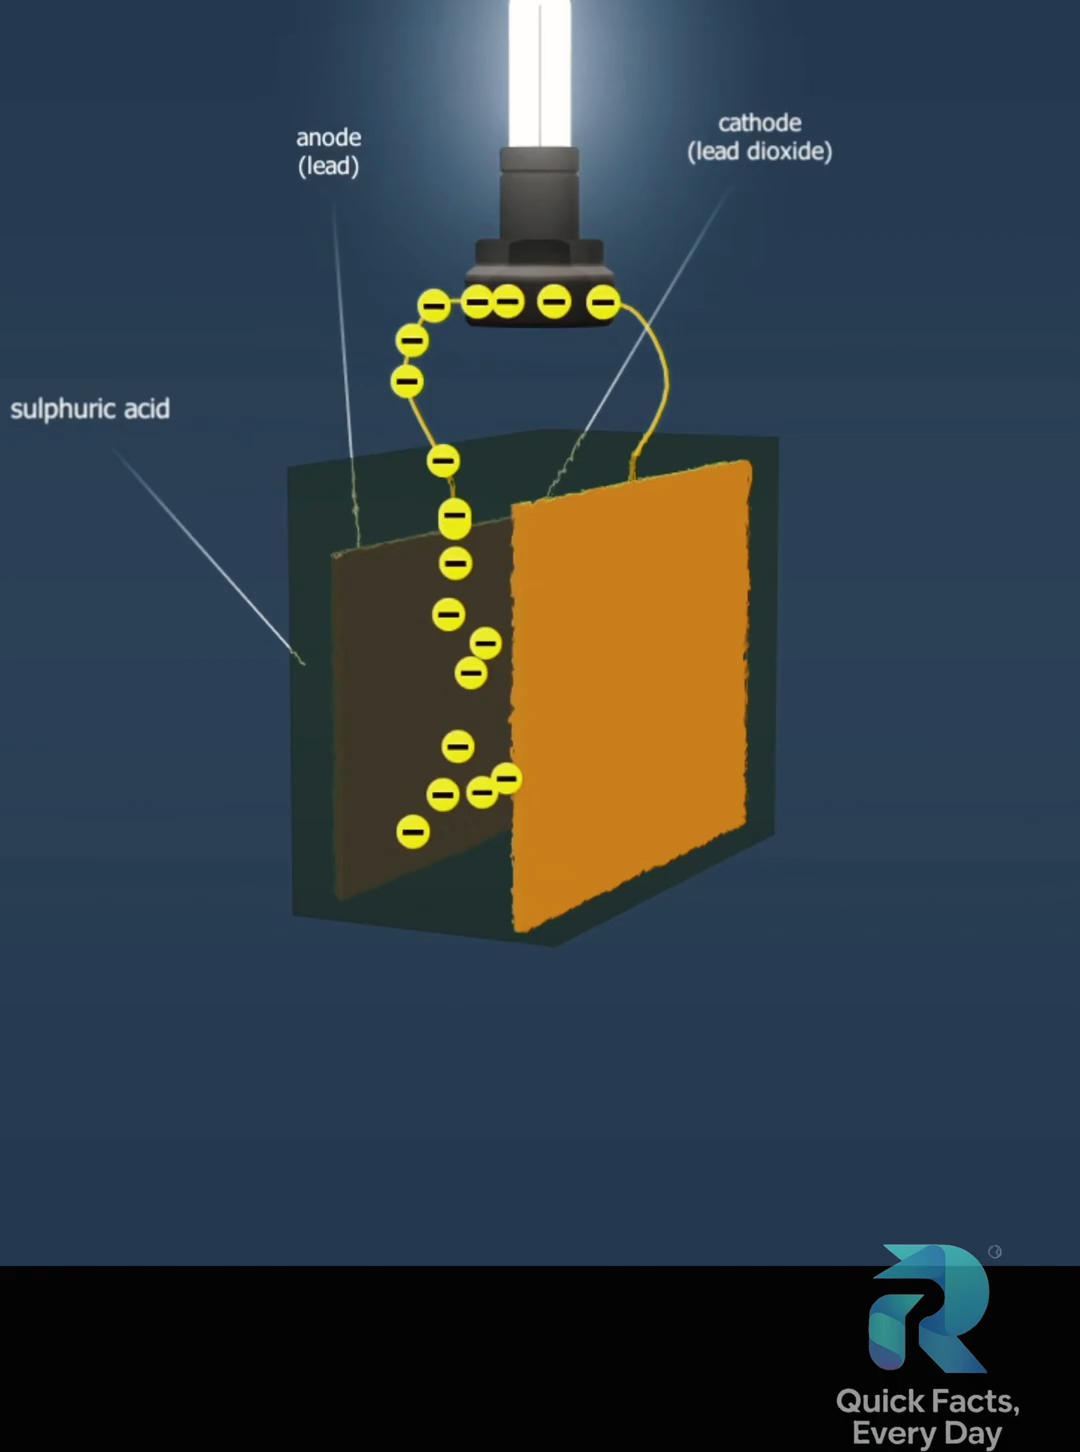 anode
(lead)
cathode
(lead dioxide)
sulphuric acid
Quick Facts,
Every Day